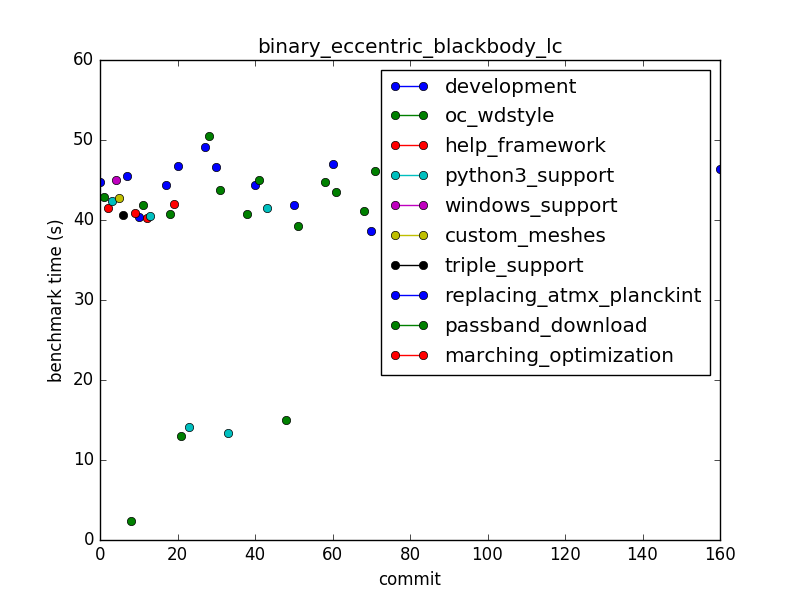 binary_eccentric_blackbody_lc
60
50
40
30
20
10
0
benchmark time (s)
development
oc_wdstyle
help_framework
python3_support
windows_support
custom_meshes
triple_support
replacing_atmx_planckint
passband_download
marching_optimization
0 20 40 60 80 100 120 140 160
commit